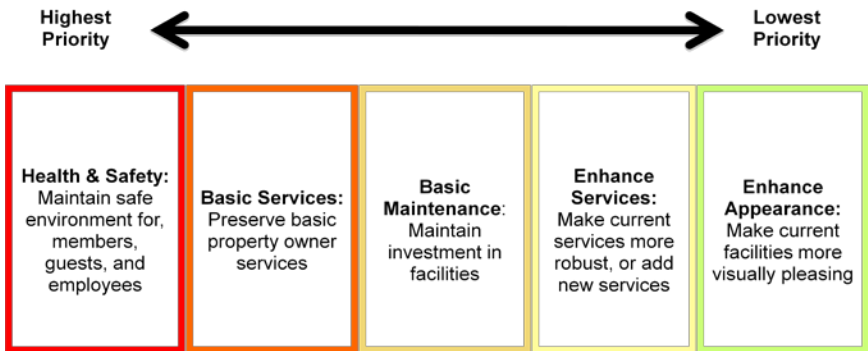 Highest
Priority
Lowest
Priority
Health & Safety:
Maintain safe
environment for,
members,
guests, and
employees
Basic Services:
Preserve basic
property owner
services
Basic
Maintenance:
Maintain
investment in
facilities
Enhance
Services:
Make current
services more
robust, or add
new services
Enhance
Appearance:
Make current
facilities more
visually pleasing